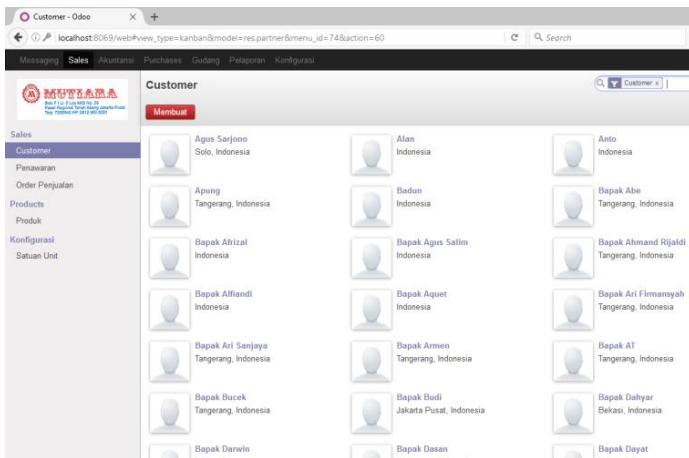 Customer - Odoo
localhost:8069/web#view_type=kanban&model=res.partner&menu_id=74&action=60
Search
Messaging Sales Akuntansi Purchases Gudang Pelaporan Konfigurasi
MUTIARA
Customer
Customer x
Membuat
Sales
Customer
Penawaran
Order Penjualan
Products
Produk
Konfigurasi
Satuan Unit
Agus Sarjono
Solo, Indonesia
Alan
Indonesia
Anto
Indonesia
Apung
Tangerang, Indonesia
Badun
Indonesia
Bapak Abe
Tangerang, Indonesia
Bapak Afrizal
Indonesia
Bapak Agus Salim
Indonesia
Bapak Ahmand Rijaldi
Tangerang, Indonesia
Bapak Alfiandi
Indonesia
Bapak Aquet
Indonesia
Bapak Ari Firmansyah
Tangerang, Indonesia
Bapak Ari Sanjaya
Tangerang, Indonesia
Bapak Armen
Tangerang, Indonesia
Bapak AT
Tangerang, Indonesia
Bapak Bucek
Tangerang, Indonesia
Bapak Budi
Jakarta Pusat, Indonesia
Bapak Dahyar
Bekasi, Indonesia
Bapak Darwin
Bapak Dasan
Bapak Dayat